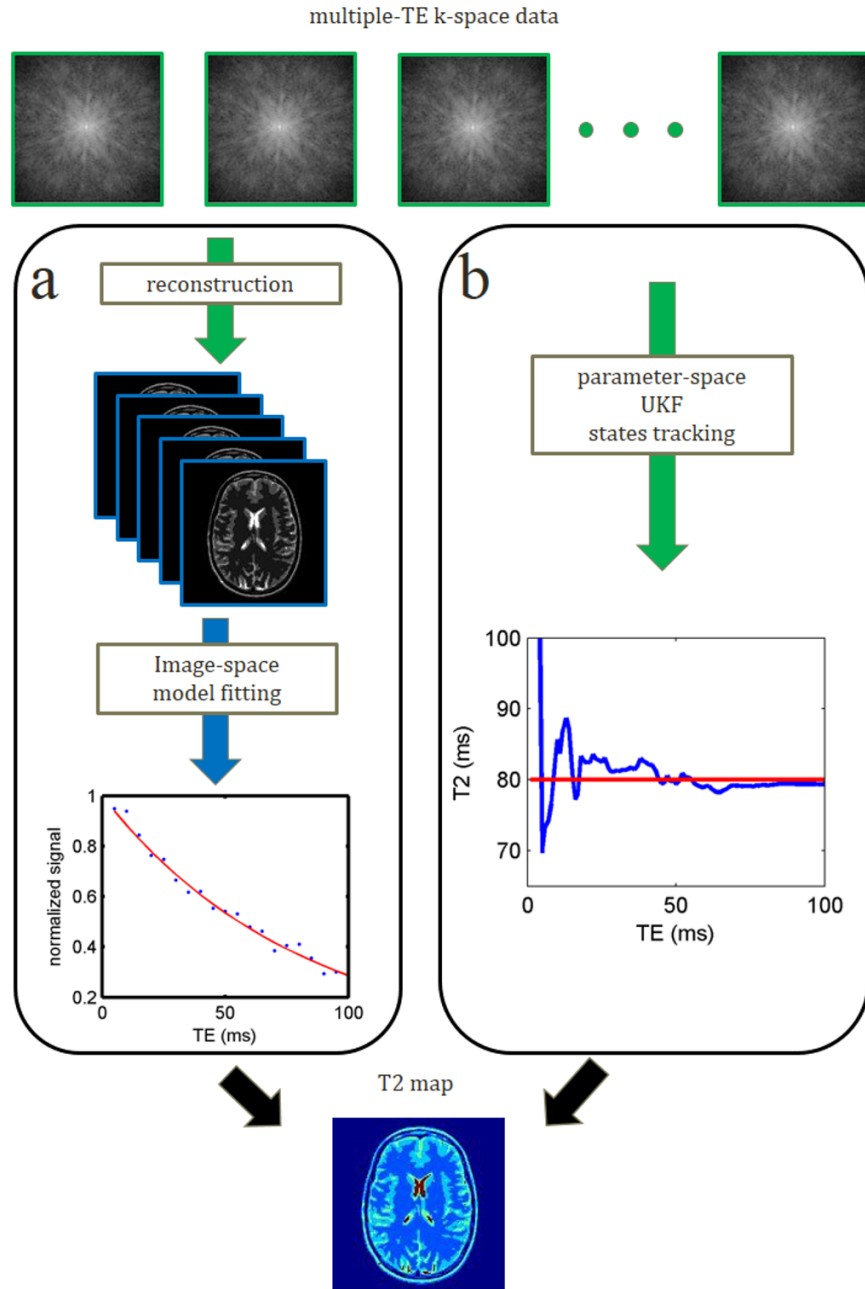 multiple-TE k-space data
a
reconstruction
Image-space
model fitting
1
0.8
0.6
0.4
0.2
normalized signal
0
50
100
TE (ms)
b
parameter-space
UKF
states tracking
100
90
80
70
T2 (ms)
0
50
100
TE (ms)
T2 map